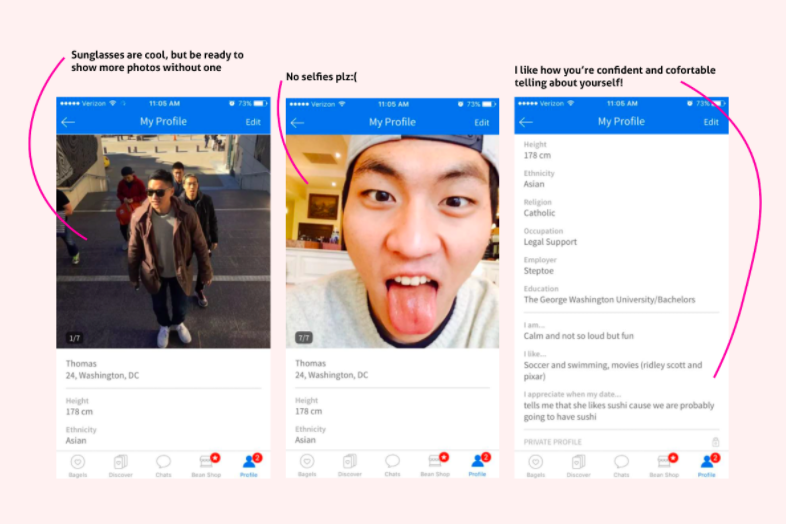 Sunglasses are cool, but be ready to
show more photos without one
No selfies plz:(
I like how you're confident and cofortable
telling about yourself!
Verizon 11:05 AM 73%
My Profile Edit
1/7
Thomas
24, Washington, DC
Height
178 cm
Ethnicity
Asian
Bagels Discover Chats Bean Shop Profile
2
Verizon 11:05 AM 73%
My Profile Edit
7/7
Thomas
24, Washington, DC
Height
178 cm
Ethnicity
Asian
Bagels Discover Chats Bean Shop Profile
2
Verizon 11:05 AM 73%
My Profile Edit
Height
178 cm
Ethnicity
Asian
Religion
Catholic
Occupation
Legal Support
Employer
Steptoe
Education
The George Washington University/Bachelors
I am...
Calm and not so loud but fun
I like...
Soccer and swimming, movies (ridley scott and
pixar)
I appreciate when my date...
tells me that she likes sushi cause we are probably
going to have sushi
PRIVATE PROFILE
Bagels Discover Chats Bean Shop Profile
2